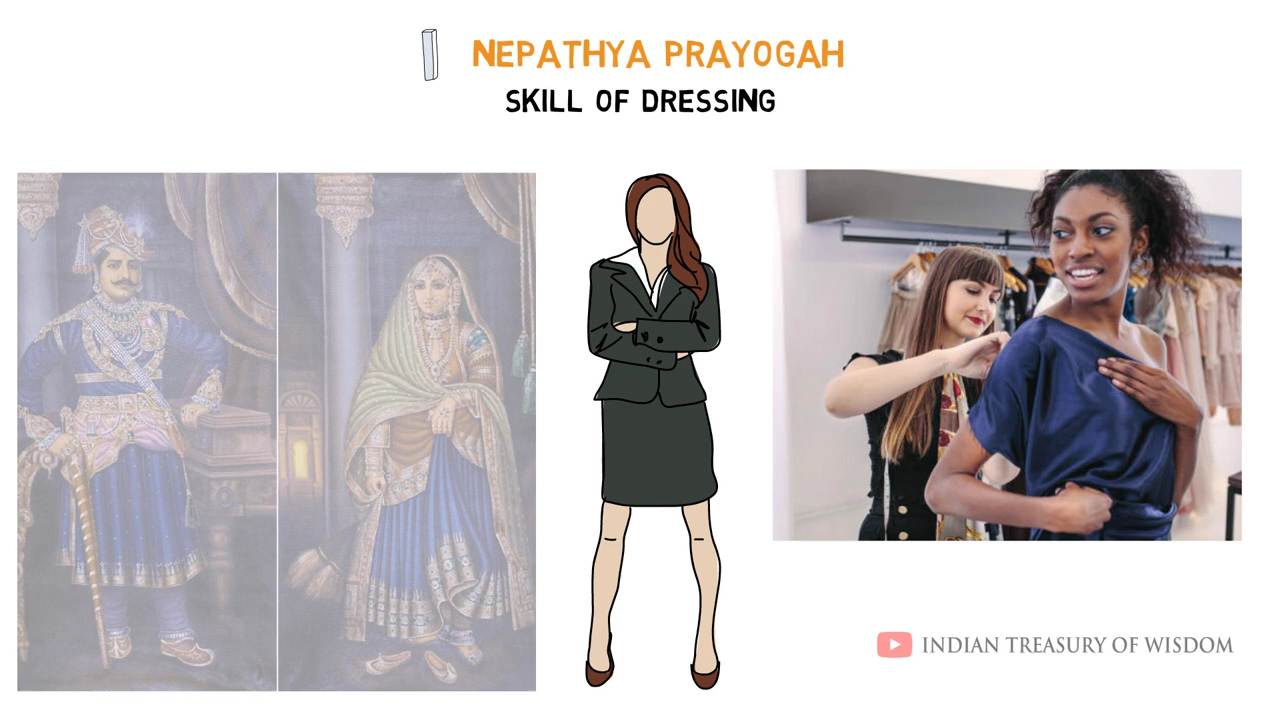 NEPATHYA PRAYOGAH
SKILL OF DRESSING
INDIAN TREASURY OF WISDOM